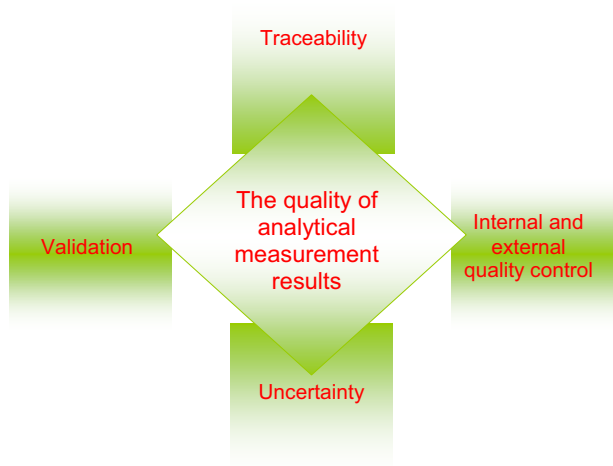 Traceability
The quality of
analytical
measurement
results
Validation
Internal and
external
quality control
Uncertainty